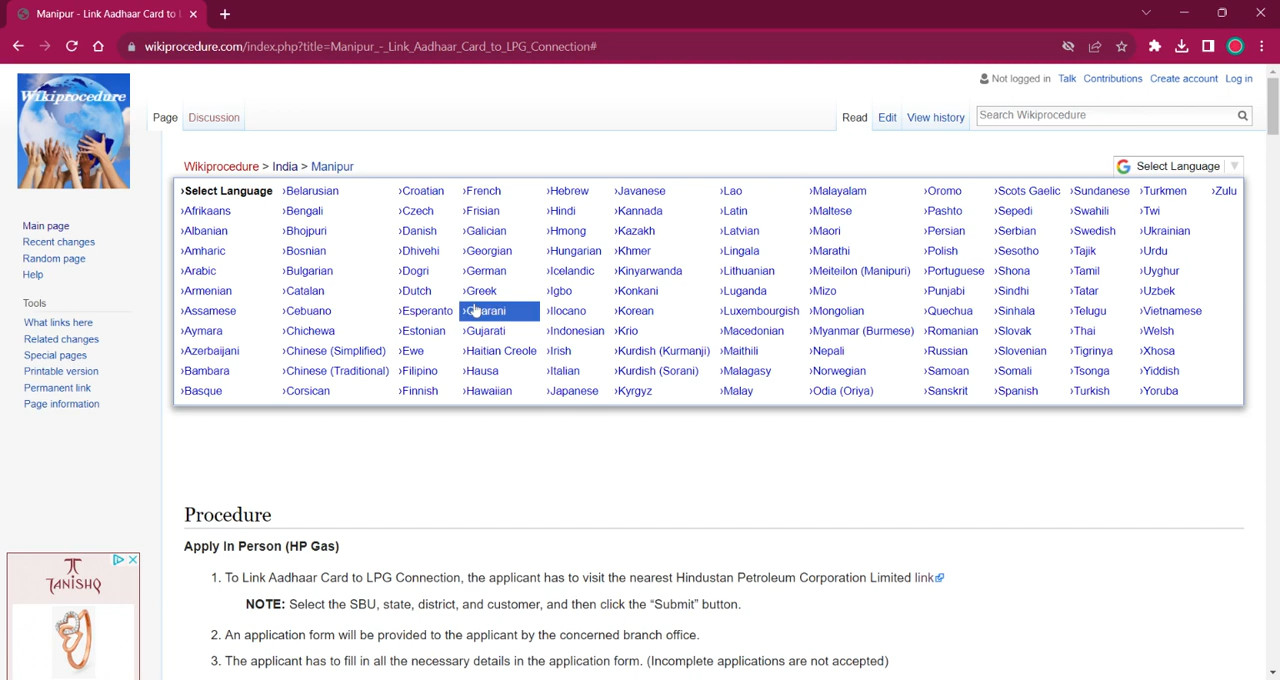 Manipur - Link Aadhaar Card to L
wikiprocedure.com/index.php?title=Manipur_-_Link_Aadhaar_Card_to_LPG_Connection#
Wikiprocedure
Not logged in Talk Contributions Create account Log in
Page Discussion Read Edit View history Search Wikiprocedure
Wikiprocedure > India > Manipur
Select Language
›Select Language ›Belarusian ›Croatian ›French ›Hebrew ›Javanese ›Lao ›Malayalam ›Oromo ›Scots Gaelic ›Sundanese ›Turkmen ›Zulu
›Afrikaans ›Bengali ›Czech ›Frisian ›Hindi ›Kannada ›Latin ›Maltese ›Pashto ›Sepedi ›Swahili ›Twi
›Albanian ›Bhojpuri ›Danish ›Galician ›Hmong ›Kazakh ›Latvian ›Maori ›Persian ›Serbian ›Swedish ›Ukrainian
›Amharic ›Bosnian ›Dhivehi ›Georgian ›Hungarian ›Khmer ›Lingala ›Marathi ›Polish ›Sesotho ›Tajik ›Urdu
›Arabic ›Bulgarian ›Dogri ›German ›Icelandic ›Kinyarwanda ›Lithuanian ›Meiteilon (Manipuri) ›Portuguese ›Shona ›Tamil ›Uyghur
›Armenian ›Catalan ›Dutch ›Greek ›Igbo ›Konkani ›Luganda ›Mizo ›Punjabi ›Sindhi ›Tatar ›Uzbek
›Assamese ›Cebuano ›Esperanto ›Guarani ›Ilocano ›Korean ›Luxembourgish ›Mongolian ›Quechua ›Sinhala ›Telugu ›Vietnamese
›Aymara ›Chichewa ›Estonian ›Gujarati ›Indonesian ›Krio ›Macedonian ›Myanmar (Burmese) ›Romanian ›Slovak ›Thai ›Welsh
›Azerbaijani ›Chinese (Simplified) ›Ewe ›Haitian Creole ›Irish ›Kurdish (Kurmanji) ›Maithili ›Nepali ›Russian ›Slovenian ›Tigrinya ›Xhosa
›Bambara ›Chinese (Traditional) ›Filipino ›Hausa ›Italian ›Kurdish (Sorani) ›Malagasy ›Norwegian ›Samoan ›Somali ›Tsonga ›Yiddish
›Basque ›Corsican ›Finnish ›Hawaiian ›Japanese ›Kyrgyz ›Malay ›Odia (Oriya) ›Sanskrit ›Spanish ›Turkish ›Yoruba
Main page
Recent changes
Random page
Help
Tools
What links here
Related changes
Special pages
Printable version
Permanent link
Page information
TANISHQ
Procedure
Apply In Person (HP Gas)
1. To Link Aadhaar Card to LPG Connection, the applicant has to visit the nearest Hindustan Petroleum Corporation Limited link
NOTE: Select the SBU, state, district, and customer, and then click the “Submit” button.
2. An application form will be provided to the applicant by the concerned branch office.
3. The applicant has to fill in all the necessary details in the application form. (Incomplete applications are not accepted)